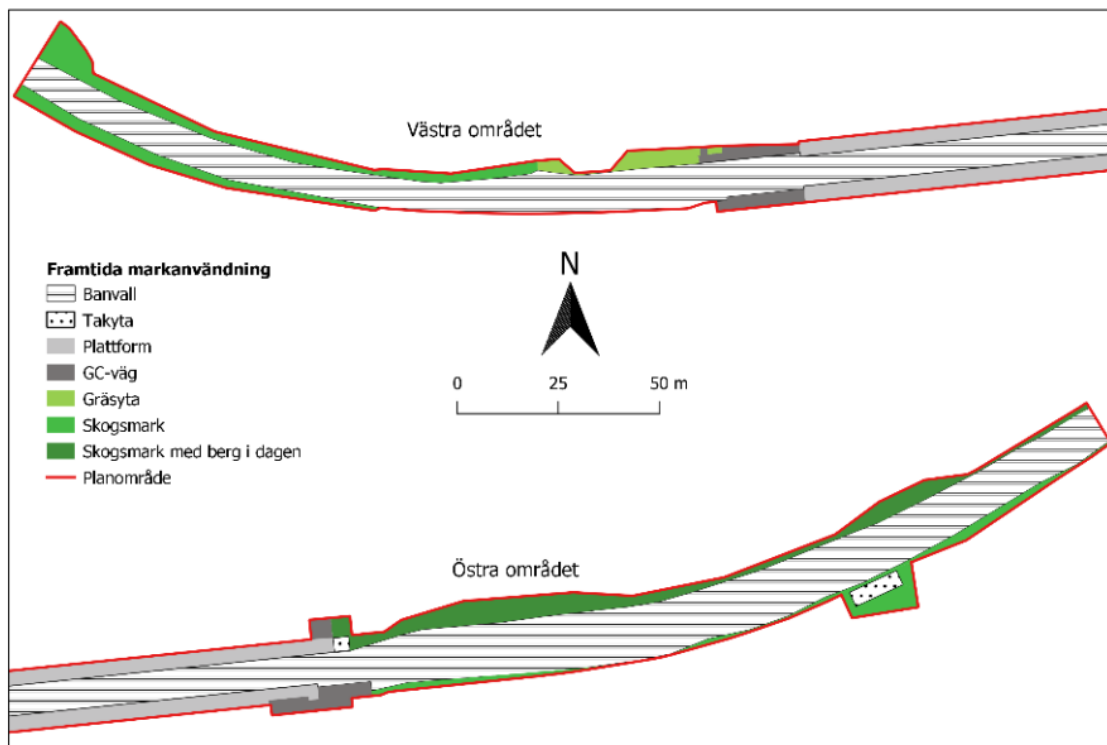 Västra området
Framtida markanvändning
Banvall
Takyta
Plattform
GC-väg
Gräsyta
Skogsmark
Skogsmark med berg i dagen
Planområde
N
0 25 50 m
Östra området